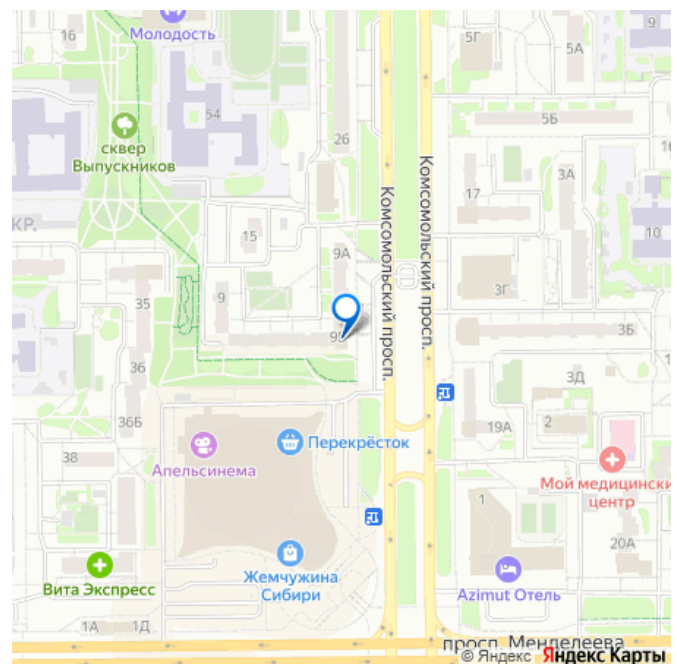 Молодость
16
5Г
5А
9
54
5Б
26
сквер
Выпускников
3А
17
16
КР.
15
9А
10
Комсомольский просп.
Комсомольский просп.
35
9
3Г
9Б
3Б
36
3Д
36Б
19А
2
Апельсинема
Перекрёсток
38
Мой медицински
центр
1
20А
Вита Экспресс
Жемчужина
Сибири
Azimut Отель
1А
1Д
просп. Менделеева
© Яндекс Яндекс Карты